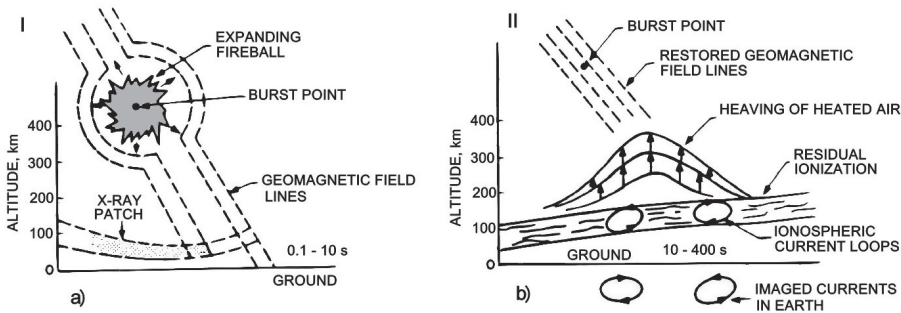 I
EXPANDING
FIREBALL
BURST POINT
ALTITUDE, km
400
300
200
100
0
X-RAY
PATCH
GEOMAGNETIC FIELD
LINES
0.1 - 10 s
GROUND
a)
II
BURST POINT
RESTORED GEOMAGNETIC
FIELD LINES
HEAVING OF HEATED AIR
ALTITUDE, km
400
300
200
100
0
RESIDUAL
IONIZATION
IONOSPHERIC
CURRENT LOOPS
GROUND
10 - 400 s
b)
IMAGED CURRENTS
IN EARTH